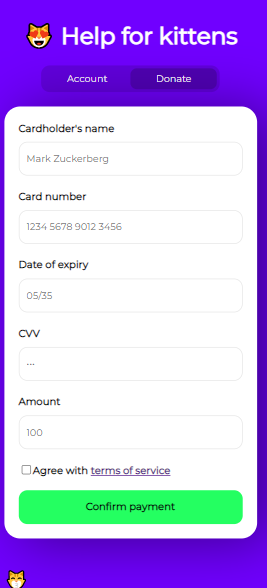 Help for kittens
Account Donate
Cardholder's name
Mark Zuckerberg
Card number
1234 5678 9012 3456
Date of expiry
05/35
CVV
---
Amount
100
Agree with terms of service
Confirm payment